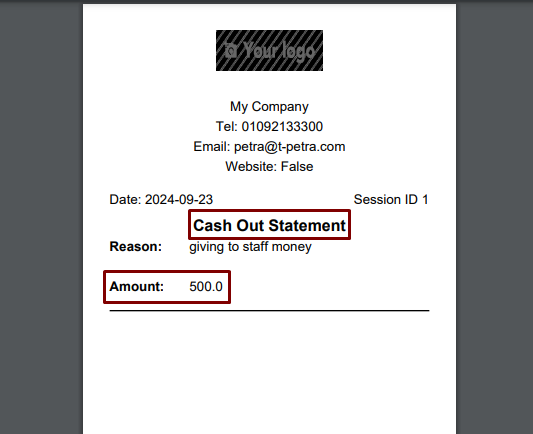 Your logo
My Company
Tel: 01092133300
Email: petra@t-petra.com
Website: False
Date: 2024-09-23 Session ID 1
Cash Out Statement
Reason: giving to staff money
Amount: 500.0